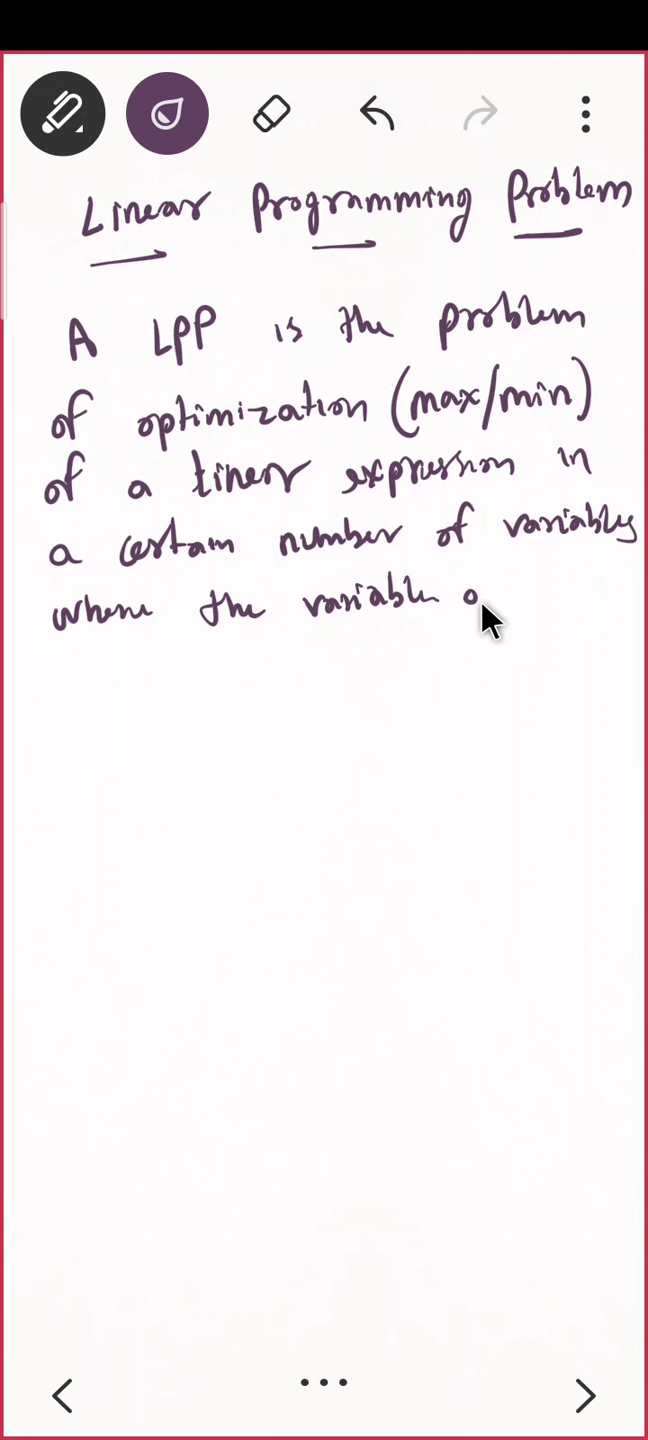 Linear Programming Problem
A LPP is the problem
of optimization (max/min)
of a linear expression in
a certain number of variables
where the variable